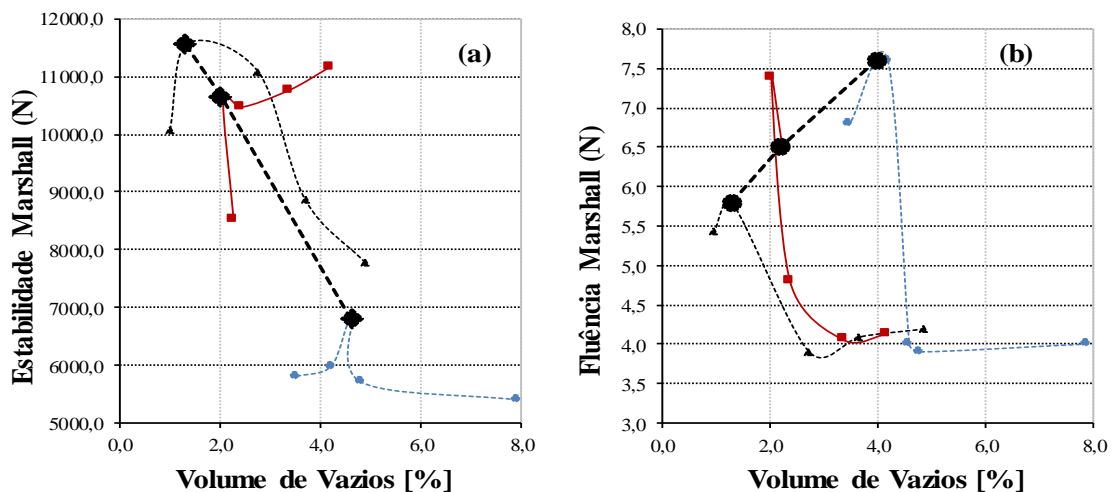 (a)
Estabilidade Marshall (N)
12000,0
11000,0
10000,0
9000,0
8000,0
7000,0
6000,0
5000,0
0,0 2,0 4,0 6,0 8,0
Volume de Vazios [%]
(b)
Fluência Marshall (N)
8,0
7,5
7,0
6,5
6,0
5,5
5,0
4,5
4,0
3,5
3,0
0,0 2,0 4,0 6,0 8,0
Volume de Vazios [%]